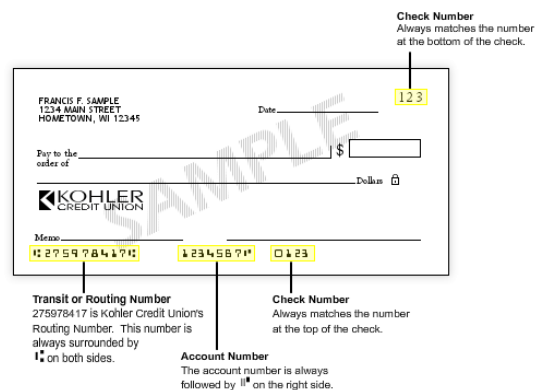 Check Number
Always matches the number
at the bottom of the check.
FRANCIS F. SAMPLE
1234 MAIN STREET
HOMETOWN, WI 12345
123
Date
SAMPLE
Pay to the
order of
$
Dollars
KOHLER
CREDIT UNION
Memo
⑆275978417⑆ 1234567⑈ 0123
Transit or Routing Number
275978417 is Kohler Credit Union's
Routing Number. This number is
always surrounded by
⑆ on both sides.
Account Number
The account number is always
followed by ⑈ on the right side.
Check Number
Always matches the number
at the top of the check.